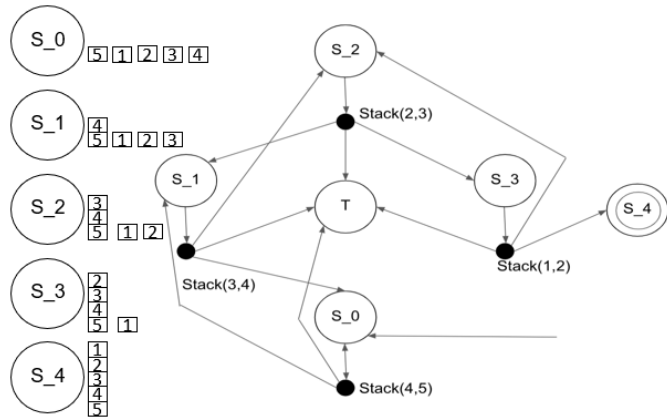 S_0
5 1 2 3 4
S_1
4
5 1 2 3
S_2
3
4
5 1 2
S_3
2
3
4
5 1
S_4
1
2
3
4
5
S_2
Stack(2,3)
S_1
S_3
T
S_4
Stack(3,4)
Stack(1,2)
S_0
Stack(4,5)